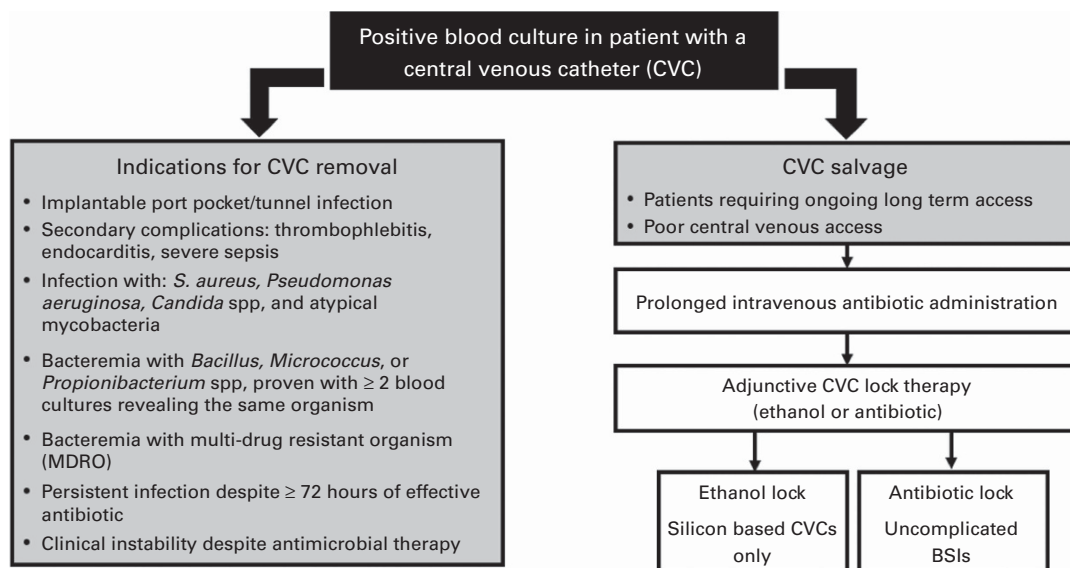 Positive blood culture in patient with a
central venous catheter (CVC)
Indications for CVC removal
• Implantable port pocket/tunnel infection
• Secondary complications: thrombophlebitis,
endocarditis, severe sepsis
• Infection with: S. aureus, Pseudomonas
aeruginosa, Candida spp, and atypical
mycobacteria
• Bacteremia with Bacillus, Micrococcus, or
Propionibacterium spp, proven with ≥ 2 blood
cultures revealing the same organism
• Bacteremia with multi-drug resistant organism
(MDRO)
• Persistent infection despite ≥ 72 hours of effective
antibiotic
• Clinical instability despite antimicrobial therapy
CVC salvage
• Patients requiring ongoing long term access
• Poor central venous access
Prolonged intravenous antibiotic administration
Adjunctive CVC lock therapy
(ethanol or antibiotic)
Ethanol lock
Silicon based CVCs
only
Antibiotic lock
Uncomplicated
BSIs